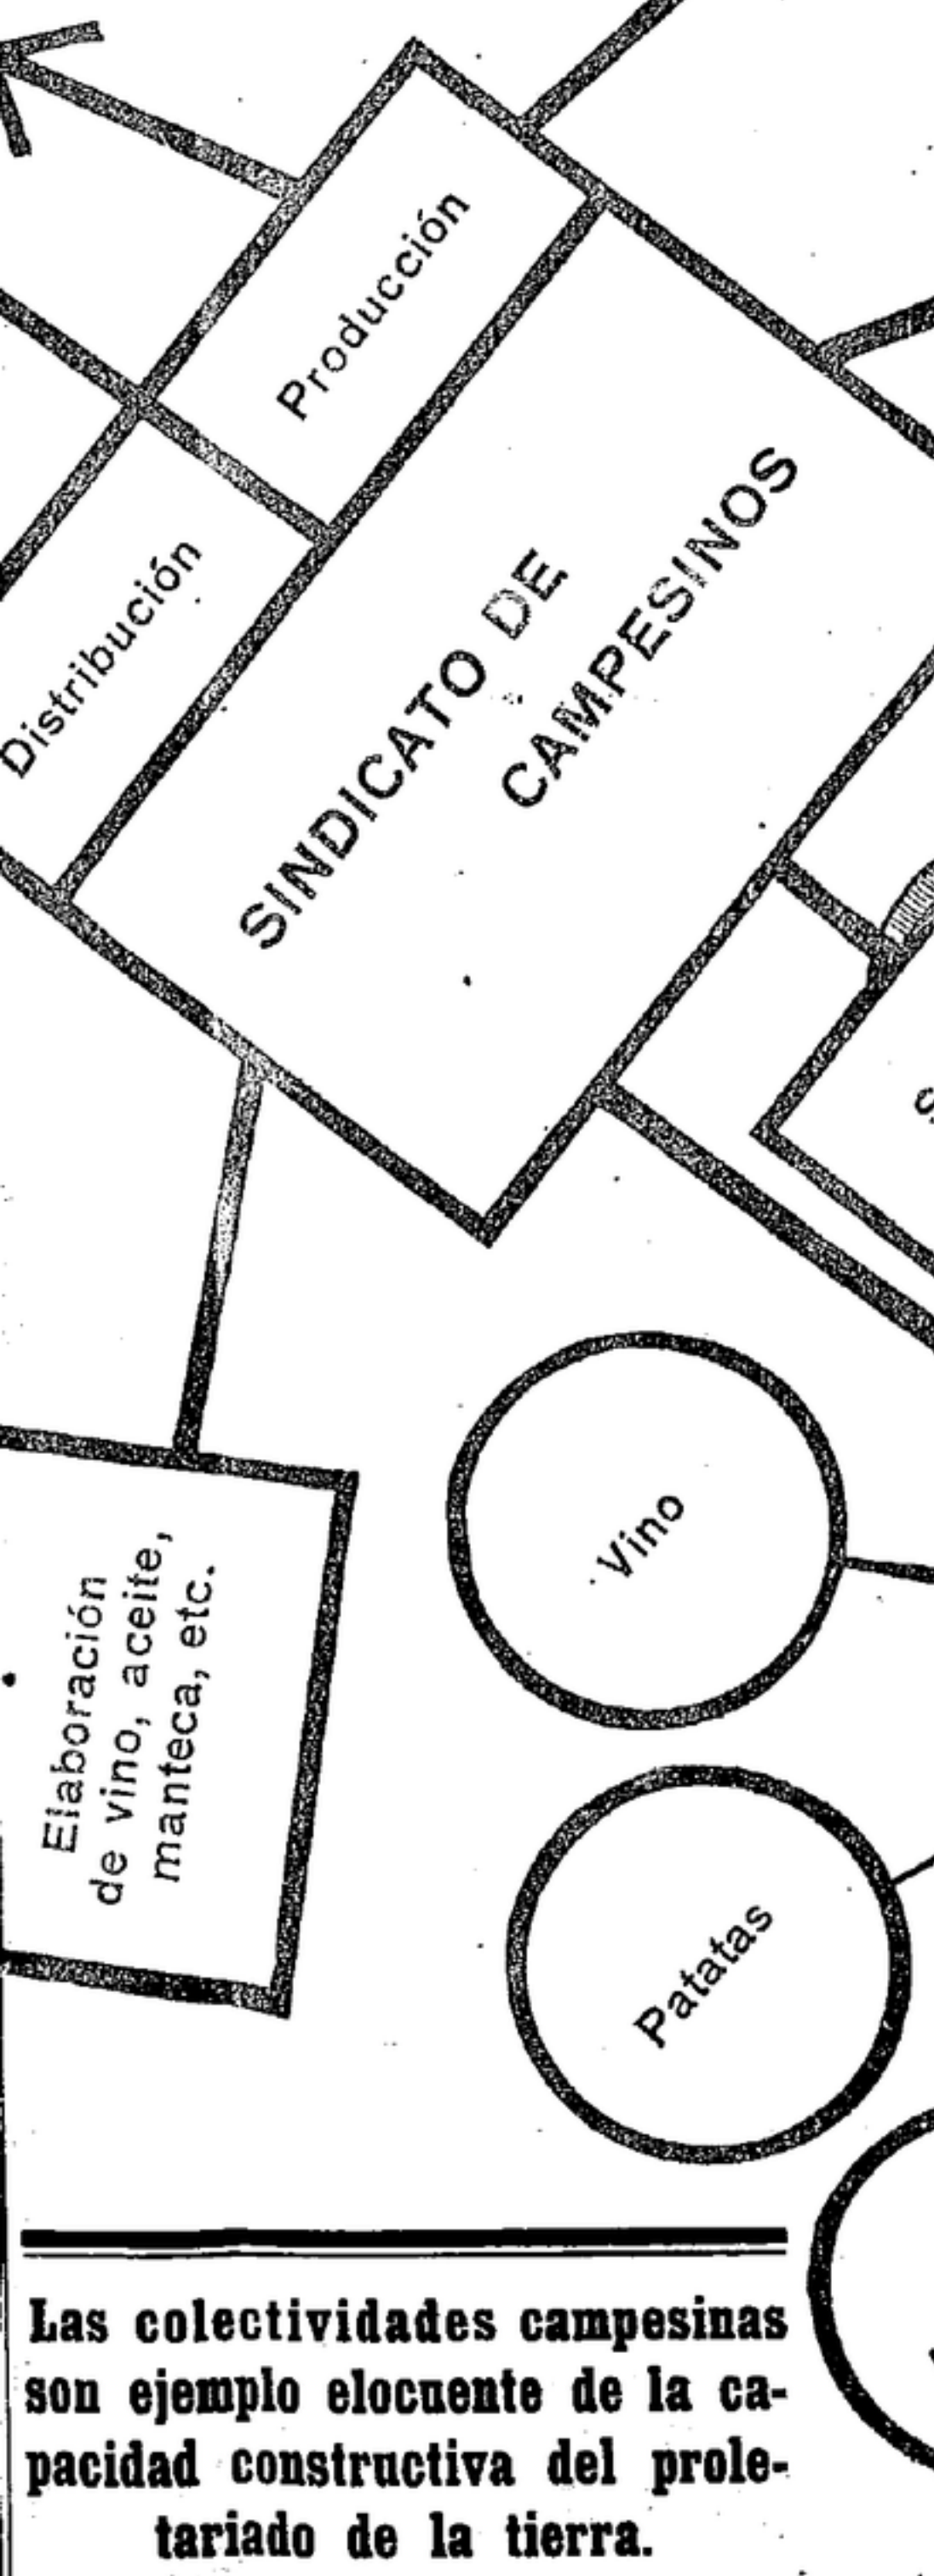 Producción
Distribución
SINDICATO DE
CAMPESINOS
Elaboración
de vino, aceite,
manteca, etc.
Vino
Patatas
Las colectividades campesinas
son ejemplo elocuente de la ca-
pacidad constructiva del prole-
tariado de la tierra.